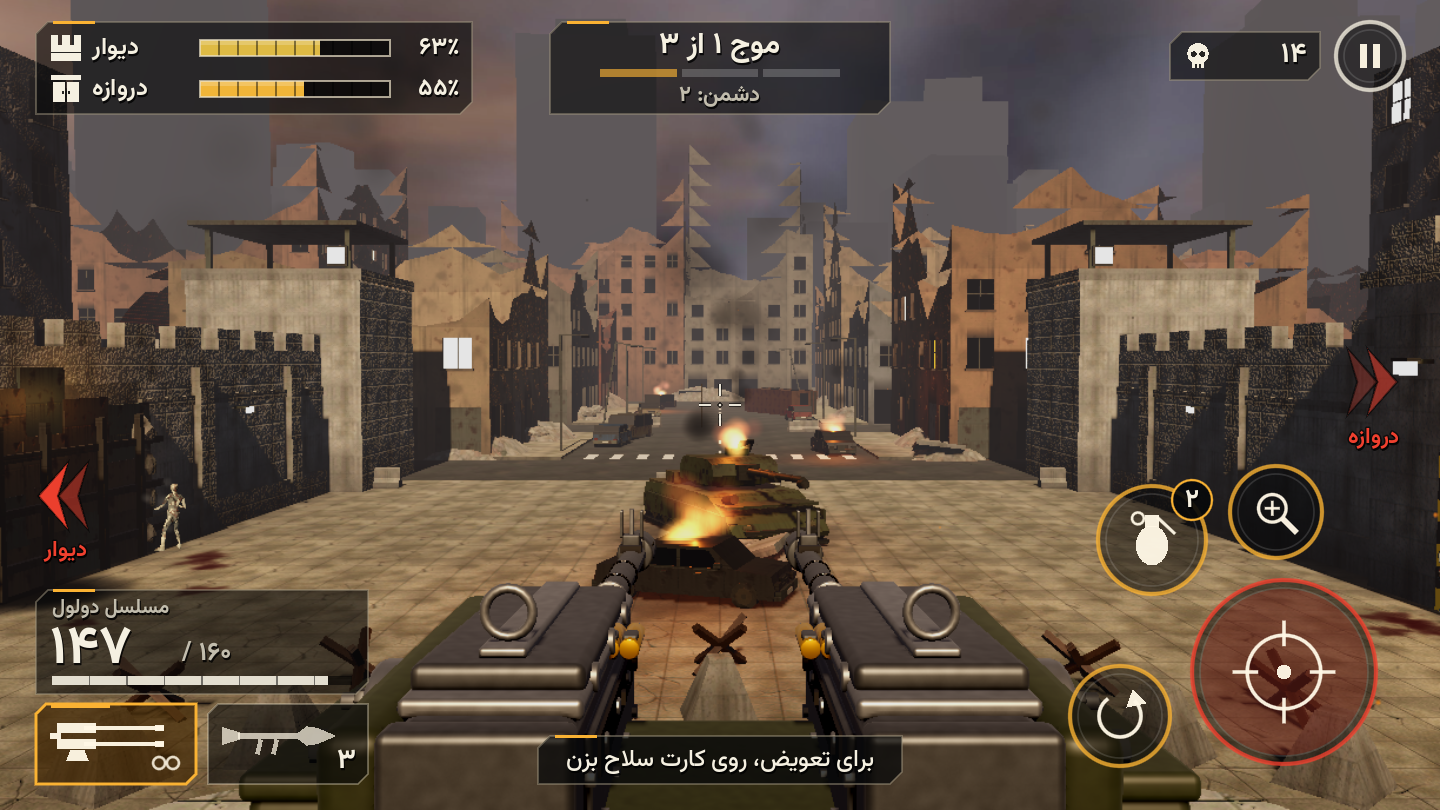 دیوار ۶۳٪
دروازه ۵۵٪
موج ۱ از ۳
دشمن: ۲
۱۴
دروازه
دیوار
۲
مسلسل دولول
۱۴۷ / ۱۶۰
∞
۳
برای تعویض، روی کارت سلاح بزن